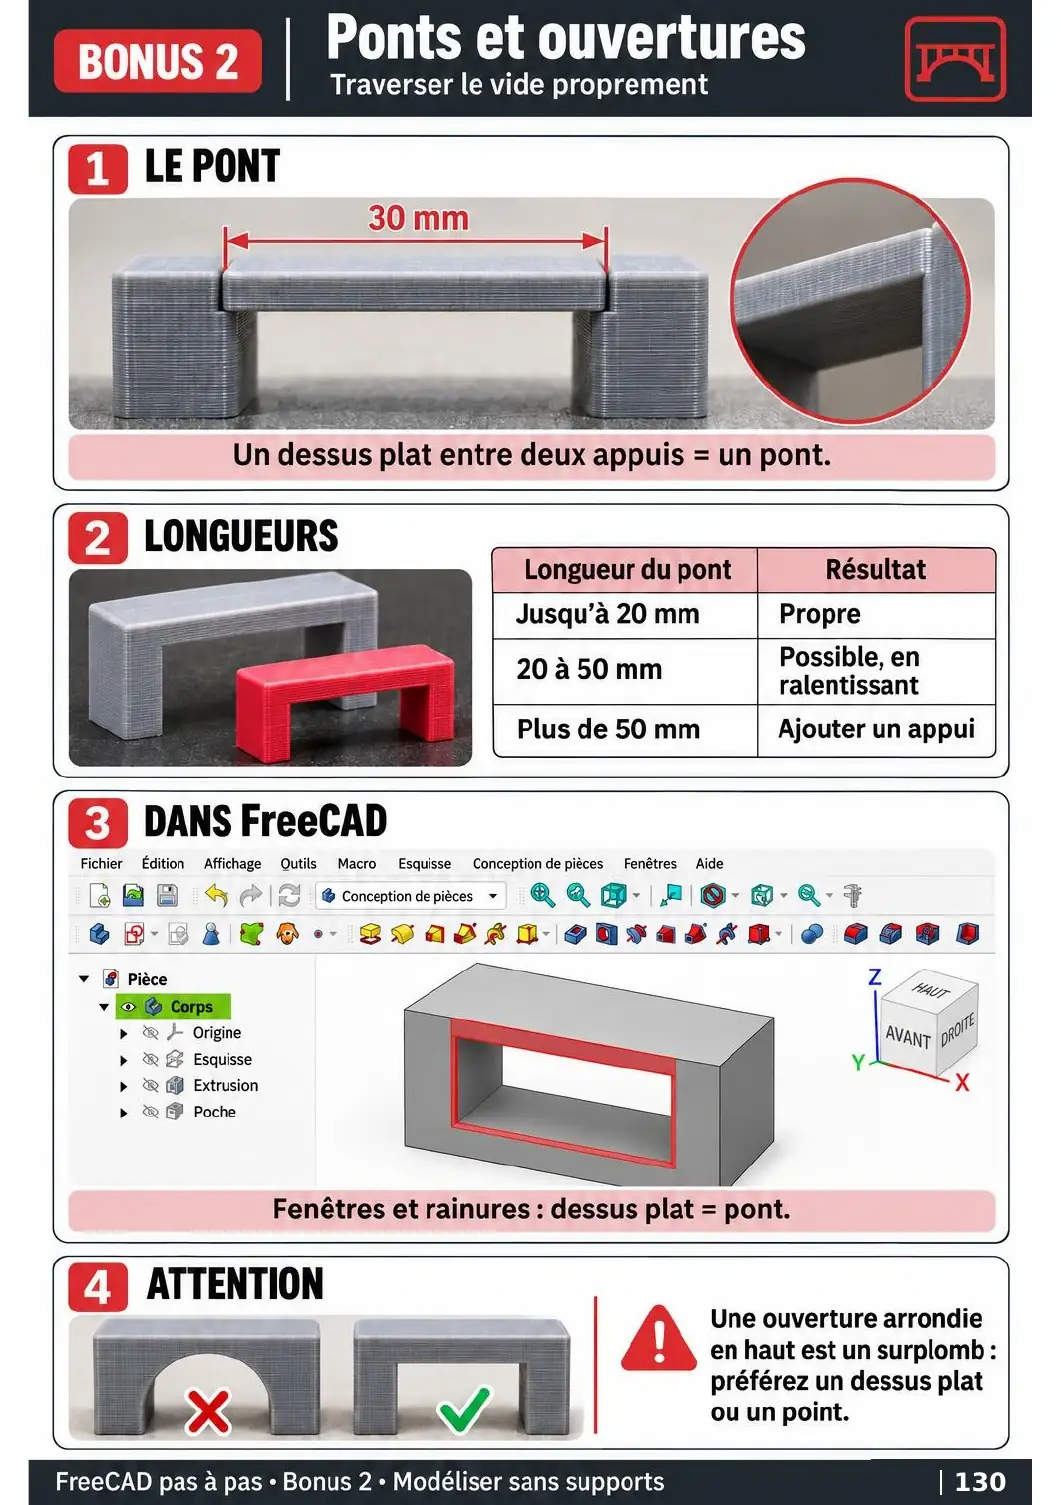 BONUS 2
Ponts et ouvertures
Traverser le vide proprement
1 LE PONT
30 mm
Un dessus plat entre deux appuis = un pont.
2 LONGUEURS
Longueur du pont Résultat
Jusqu'à 20 mm Propre
20 à 50 mm Possible, en
ralentissant
Plus de 50 mm Ajouter un appui
3 DANS FreeCAD
Fichier Édition Affichage Outils Macro Esquisse Conception de pièces Fenêtres Aide
Conception de pièces
Pièce
Corps
Origine
Esquisse
Extrusion
Poche
Z
HAUT
AVANT
DROITE
Y
X
Fenêtres et rainures : dessus plat = pont.
4 ATTENTION
Une ouverture arrondie
en haut est un surplomb :
préférez un dessus plat
ou un point.
FreeCAD pas à pas • Bonus 2 • Modéliser sans supports | 130